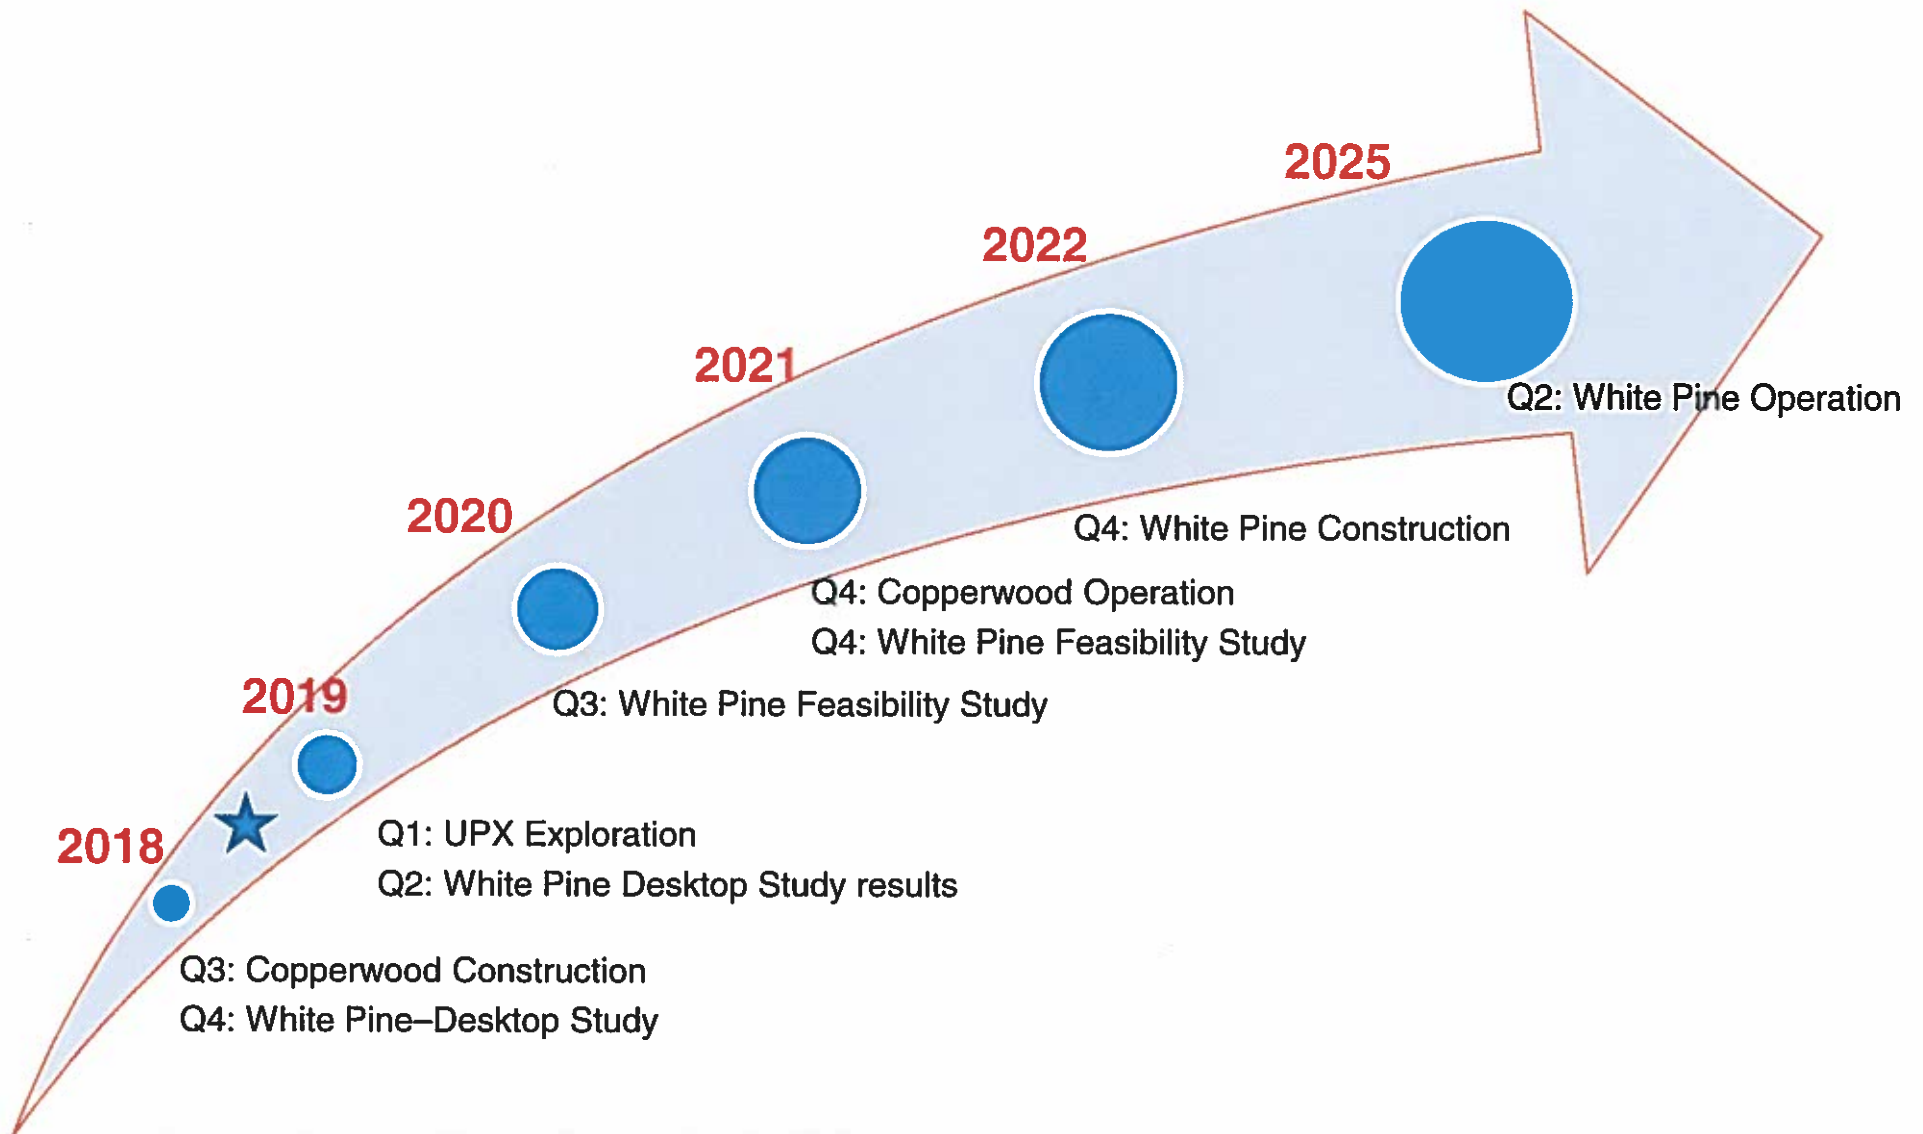 2018
Q3: Copperwood Construction
Q4: White Pine–Desktop Study
2019
Q1: UPX Exploration
Q2: White Pine Desktop Study results
2020
Q3: White Pine Feasibility Study
2021
Q4: Copperwood Operation
Q4: White Pine Feasibility Study
2022
Q4: White Pine Construction
2025
Q2: White Pine Operation